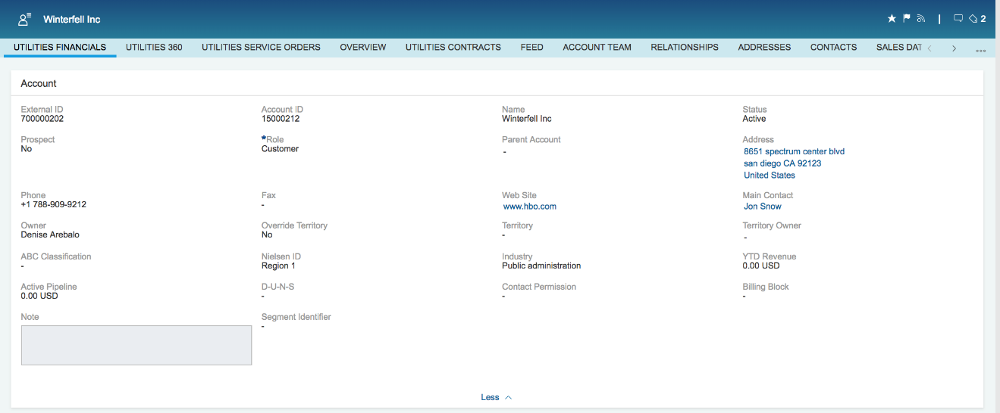 Winterfell Inc
| 2
UTILITIES FINANCIALS UTILITIES 360 UTILITIES SERVICE ORDERS OVERVIEW UTILITIES CONTRACTS FEED ACCOUNT TEAM RELATIONSHIPS ADDRESSES CONTACTS SALES DAT
Account
External ID Account ID Name Status
700000202 15000212 Winterfell Inc Active
Prospect *Role Parent Account Address
No Customer - 8651 spectrum center blvd
san diego CA 92123
United States
Phone Fax Web Site Main Contact
+1 788-909-9212 - www.hbo.com Jon Snow
Owner Override Territory Territory Territory Owner
Denise Arebalo No - -
ABC Classification Nielsen ID Industry YTD Revenue
- Region 1 Public administration 0.00 USD
Active Pipeline D-U-N-S Contact Permission Billing Block
0.00 USD - - -
Note Segment Identifier
-
Less